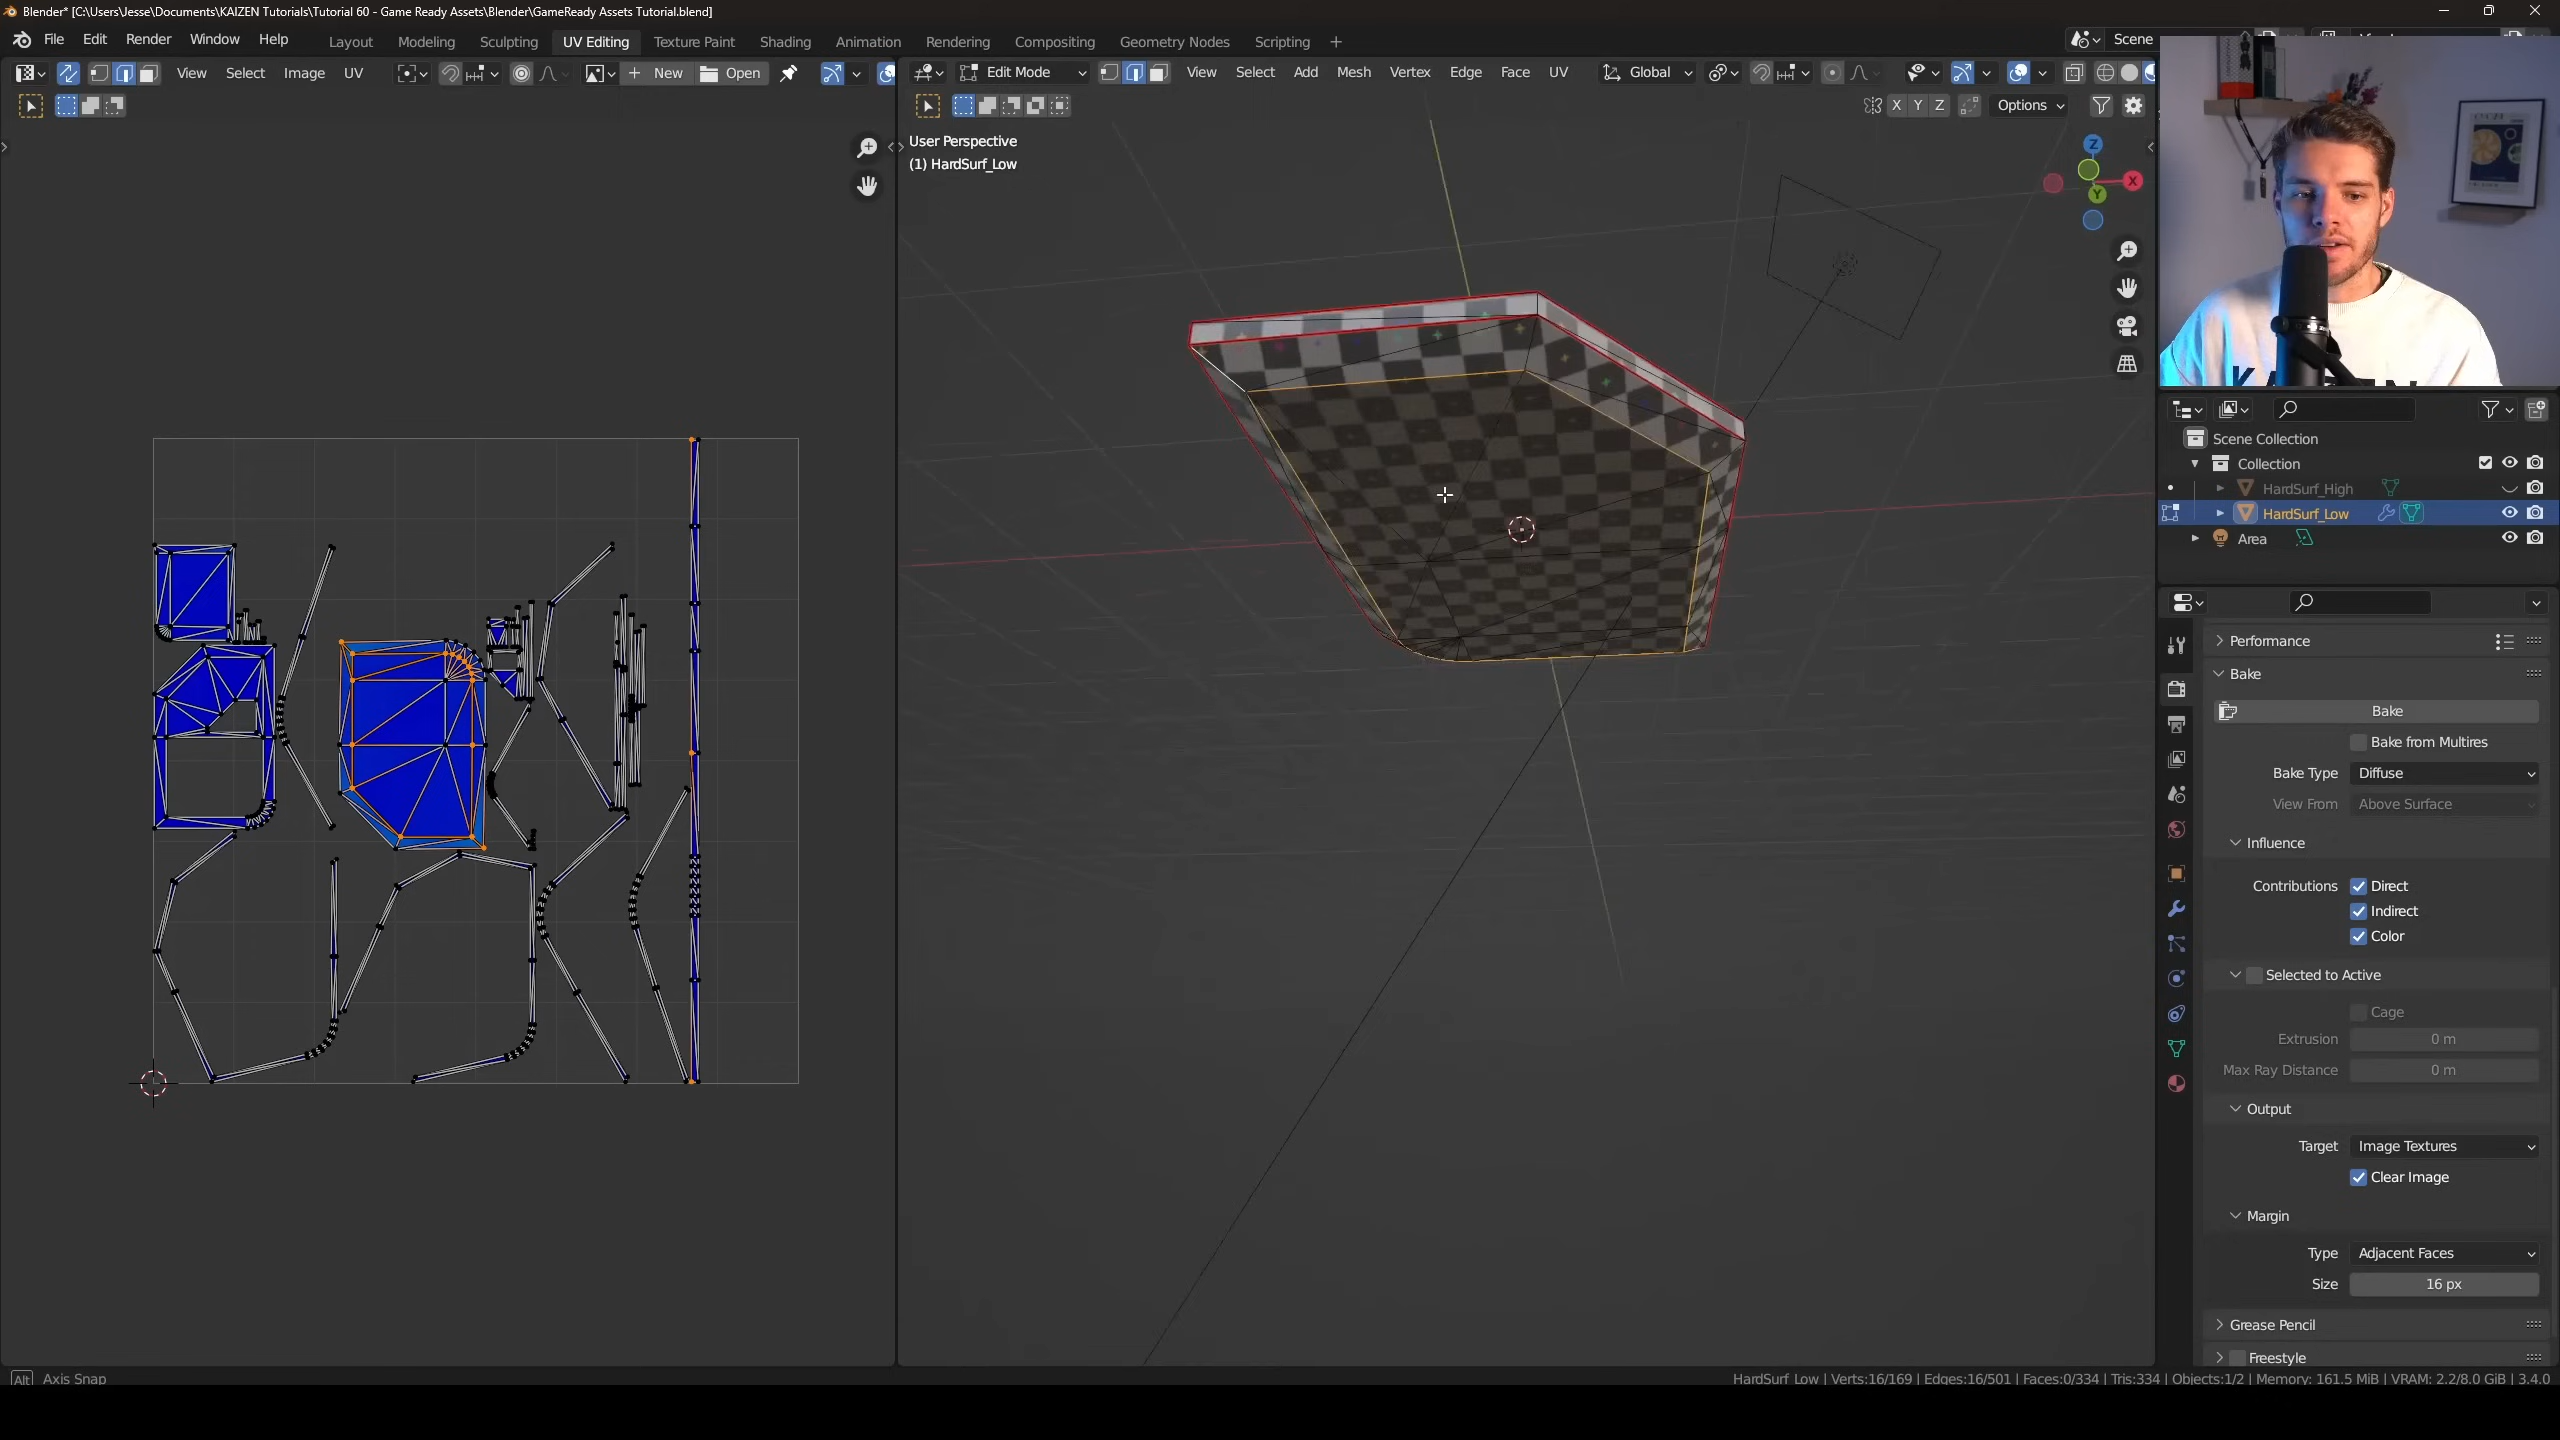 Blender* [C:\Users\Jesse\Documents\KAIZEN Tutorials\Tutorial 60 - Game Ready Assets\Blender\GameReady Assets Tutorial.blend]
File Edit Render Window Help Layout Modeling Sculpting UV Editing Texture Paint Shading Animation Rendering Compositing Geometry Nodes Scripting + Scene
View Select Image UV New Open Edit Mode View Select Add Mesh Vertex Edge Face UV Global
X Y Z Options
User Perspective
(1) HardSurf_Low
Z
X
Y
Scene Collection
Collection
HardSurf_High
HardSurf_Low
Area
Performance
Bake
Bake
Bake from Multires
Bake Type Diffuse
View From Above Surface
Influence
Contributions Direct
Indirect
Color
Selected to Active
Cage
Extrusion 0 m
Max Ray Distance 0 m
Output
Target Image Textures
Clear Image
Margin
Type Adjacent Faces
Size 16 px
Grease Pencil
Freestyle
Alt Axis Snap
HardSurf_Low | Verts:16/169 | Edges:16/501 | Faces:0/334 | Tris:334 | Objects:1/2 | Memory: 161.5 MiB | VRAM: 2.2/8.0 GiB | 3.4.0